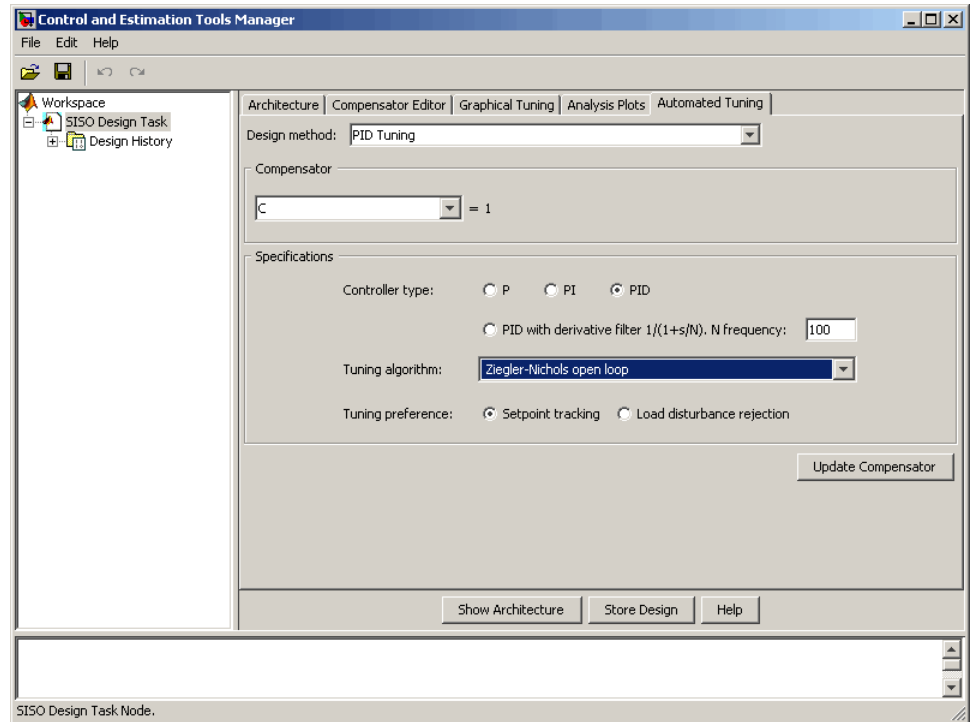 Control and Estimation Tools Manager
File Edit Help
Workspace
SISO Design Task
Design History
Architecture Compensator Editor Graphical Tuning Analysis Plots Automated Tuning
Design method: PID Tuning
Compensator
C = 1
Specifications
Controller type: P PI PID
PID with derivative filter 1/(1+s/N). N frequency: 100
Tuning algorithm: Ziegler-Nichols open loop
Tuning preference: Setpoint tracking Load disturbance rejection
Update Compensator
Show Architecture Store Design Help
SISO Design Task Node.